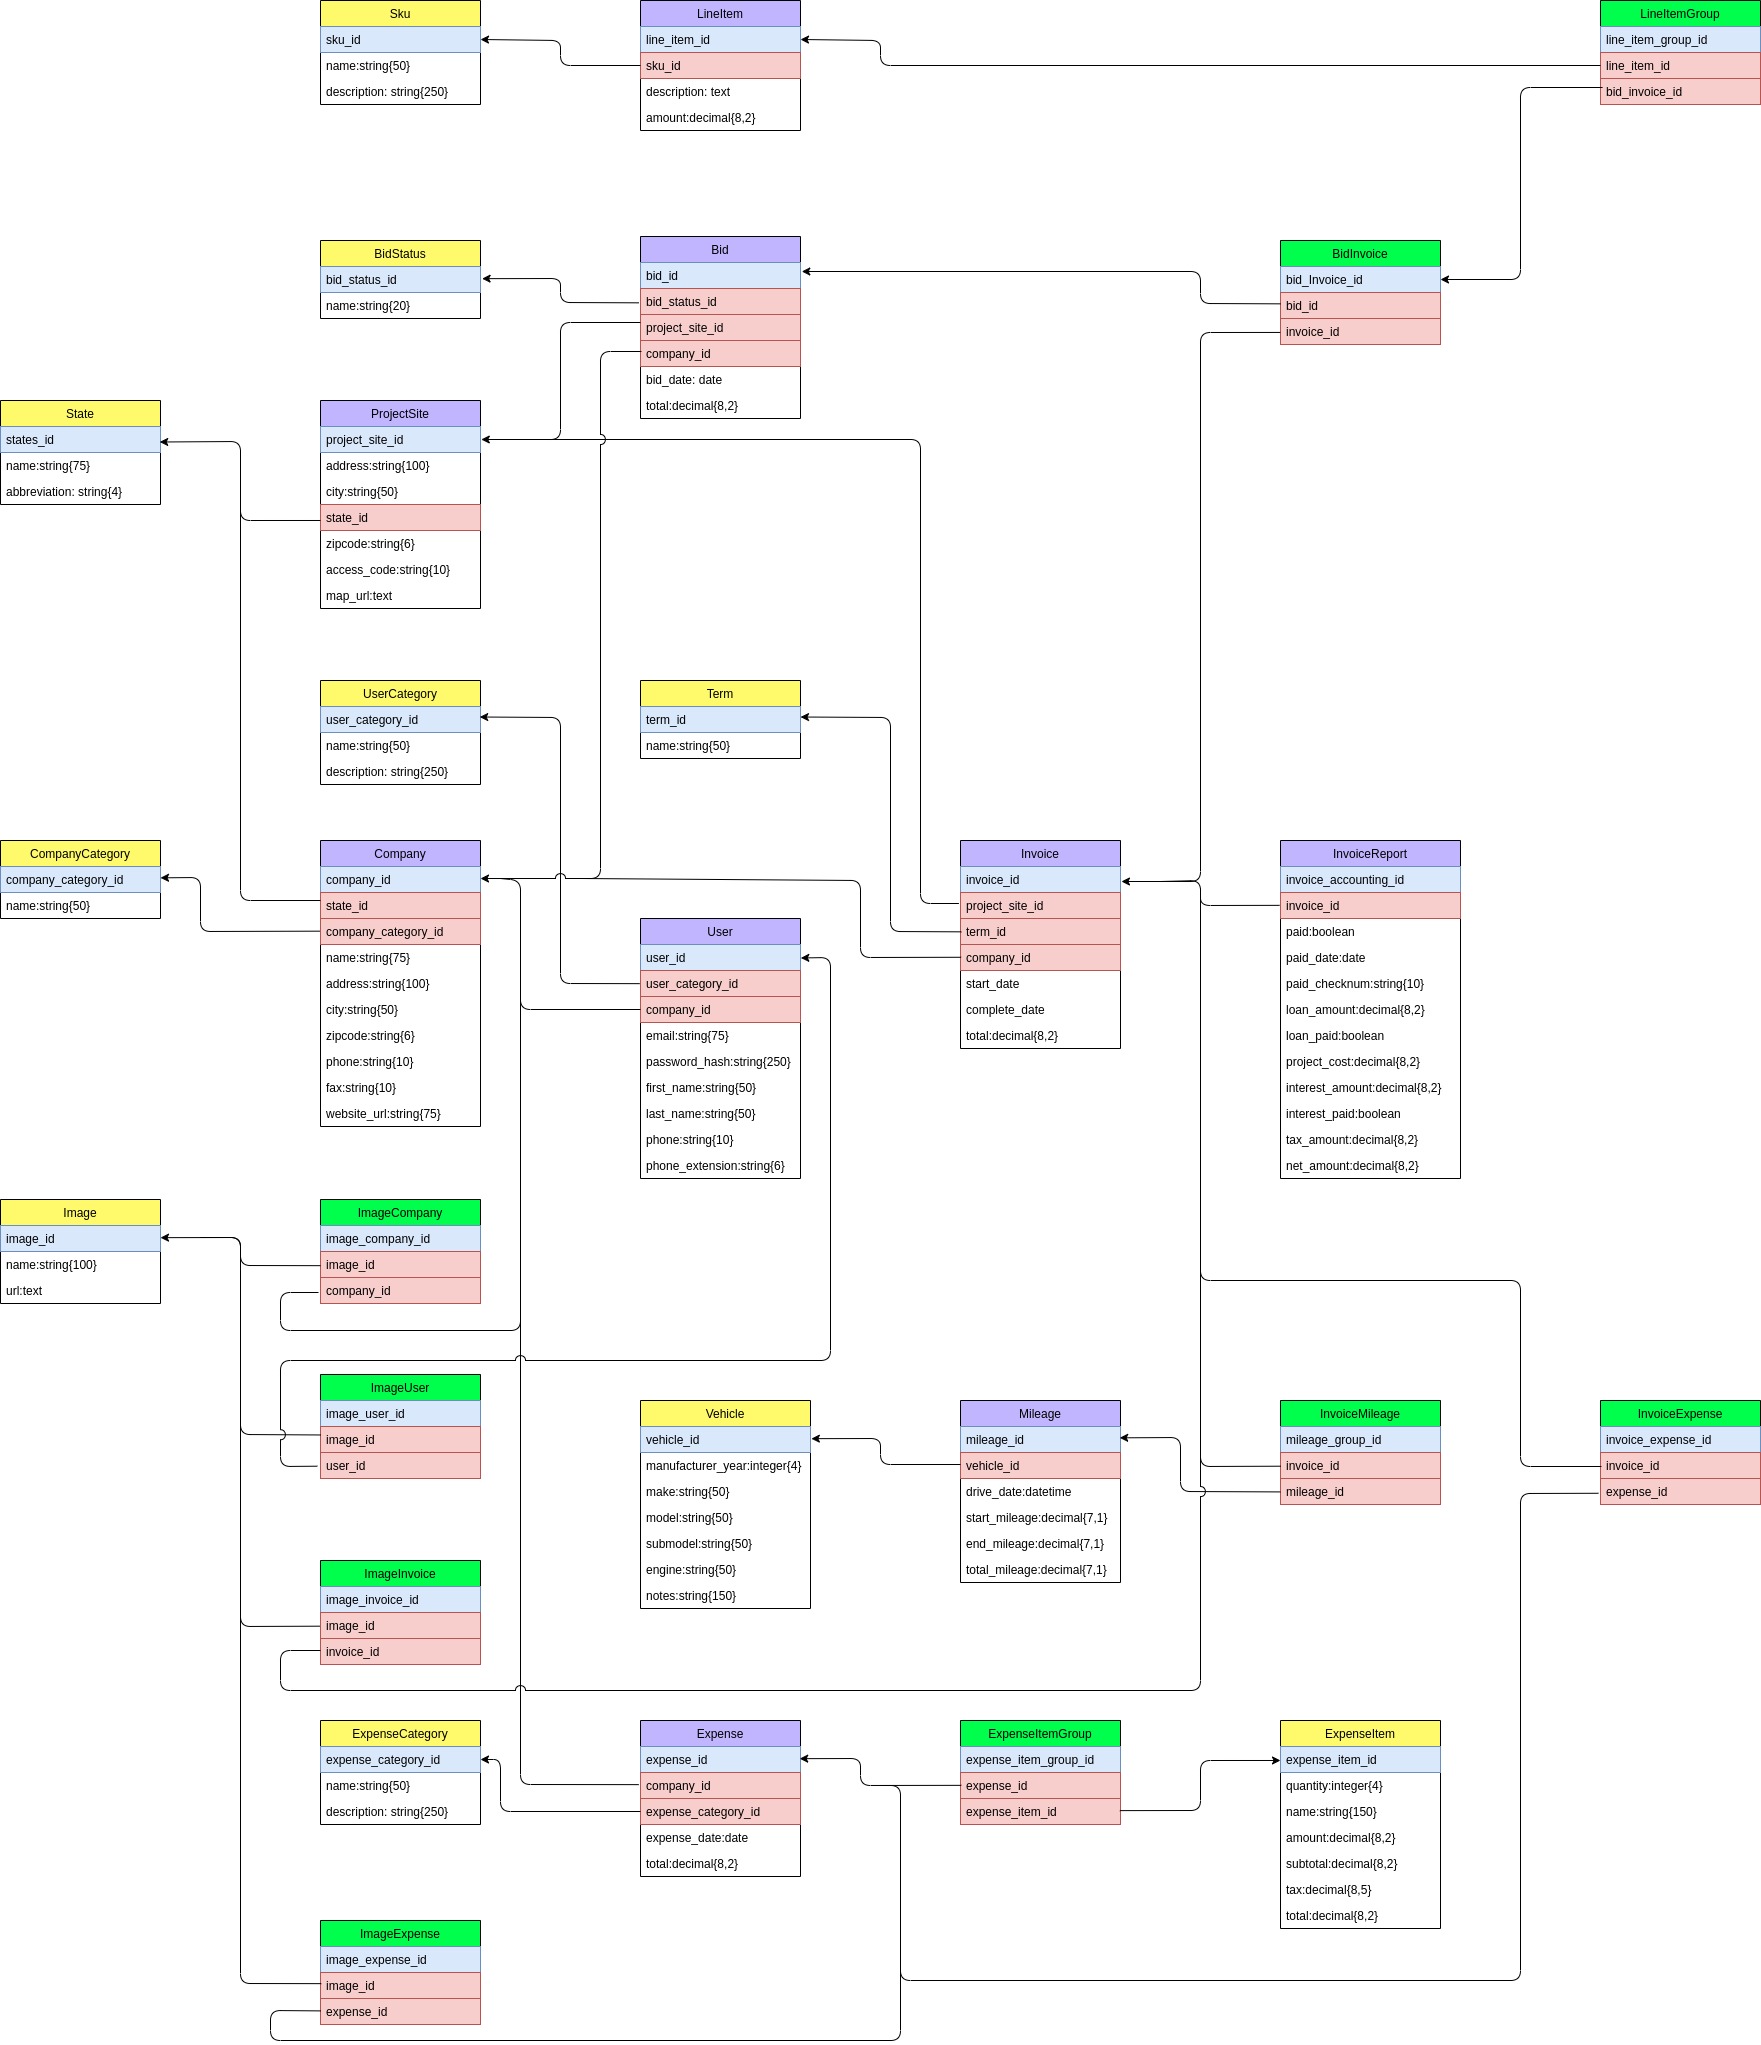 Sku
sku_id
name:string{50}
description: string{250}
LineItem
line_item_id
sku_id
description: text
amount:decimal{8,2}
LineItemGroup
line_item_group_id
line_item_id
bid_invoice_id
BidStatus
bid_status_id
name:string{20}
Bid
bid_id
bid_status_id
project_site_id
company_id
bid_date: date
total:decimal{8,2}
BidInvoice
bid_Invoice_id
bid_id
invoice_id
State
states_id
name:string{75}
abbreviation: string{4}
ProjectSite
project_site_id
address:string{100}
city:string{50}
state_id
zipcode:string{6}
access_code:string{10}
map_url:text
UserCategory
user_category_id
name:string{50}
description: string{250}
Term
term_id
name:string{50}
CompanyCategory
company_category_id
name:string{50}
Company
company_id
state_id
company_category_id
name:string{75}
address:string{100}
city:string{50}
zipcode:string{6}
phone:string{10}
fax:string{10}
website_url:string{75}
User
user_id
user_category_id
company_id
email:string{75}
password_hash:string{250}
first_name:string{50}
last_name:string{50}
phone:string{10}
phone_extension:string{6}
Invoice
invoice_id
project_site_id
term_id
company_id
start_date
complete_date
total:decimal{8,2}
InvoiceReport
invoice_accounting_id
invoice_id
paid:boolean
paid_date:date
paid_checknum:string{10}
loan_amount:decimal{8,2}
loan_paid:boolean
project_cost:decimal{8,2}
interest_amount:decimal{8,2}
interest_paid:boolean
tax_amount:decimal{8,2}
net_amount:decimal{8,2}
Image
image_id
name:string{100}
url:text
ImageCompany
image_company_id
image_id
company_id
ImageUser
image_user_id
image_id
user_id
Vehicle
vehicle_id
manufacturer_year:integer{4}
make:string{50}
model:string{50}
submodel:string{50}
engine:string{50}
notes:string{150}
Mileage
mileage_id
vehicle_id
drive_date:datetime
start_mileage:decimal{7,1}
end_mileage:decimal{7,1}
total_mileage:decimal{7,1}
InvoiceMileage
mileage_group_id
invoice_id
mileage_id
InvoiceExpense
invoice_expense_id
invoice_id
expense_id
ImageInvoice
image_invoice_id
image_id
invoice_id
ExpenseCategory
expense_category_id
name:string{50}
description: string{250}
Expense
expense_id
company_id
expense_category_id
expense_date:date
total:decimal{8,2}
ExpenseItemGroup
expense_item_group_id
expense_id
expense_item_id
ExpenseItem
expense_item_id
quantity:integer{4}
name:string{150}
amount:decimal{8,2}
subtotal:decimal{8,2}
tax:decimal{8,5}
total:decimal{8,2}
ImageExpense
image_expense_id
image_id
expense_id